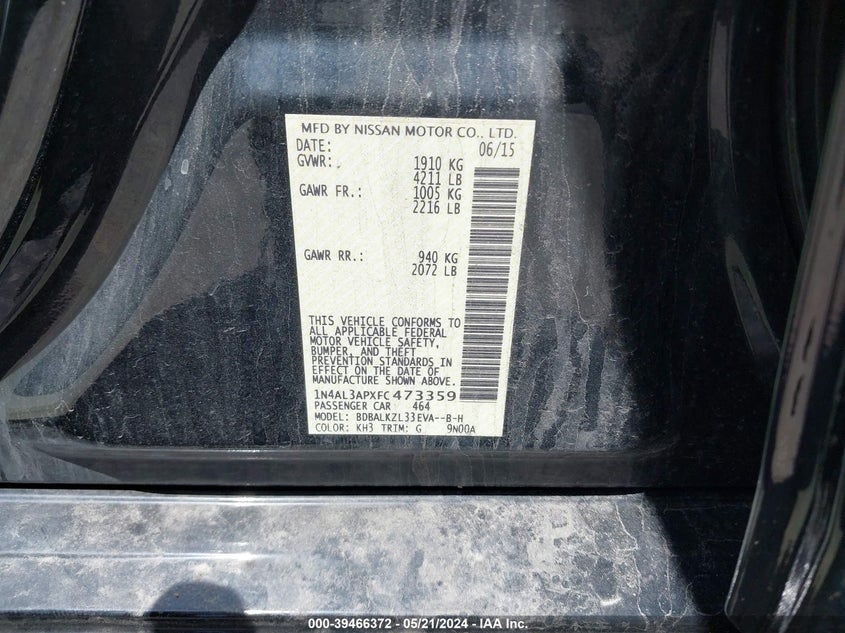 MFD BY NISSAN MOTOR CO., LTD.
DATE: 06/15
GVWR: 1910 KG
4211 LB
GAWR FR.: 1005 KG
2216 LB
GAWR RR.: 940 KG
2072 LB
THIS VEHICLE CONFORMS TO
ALL APPLICABLE FEDERAL
MOTOR VEHICLE SAFETY,
BUMPER, AND THEFT
PREVENTION STANDARDS IN
EFFECT ON THE DATE OF
MANUFACTURE SHOWN ABOVE.
1N4AL3APXFC473359
PASSENGER CAR 464
MODEL: BDBALKZL33EVA--B-H
COLOR: KH3 TRIM: G 9N00A
000-39466372 - 05/21/2024 - IAA Inc.